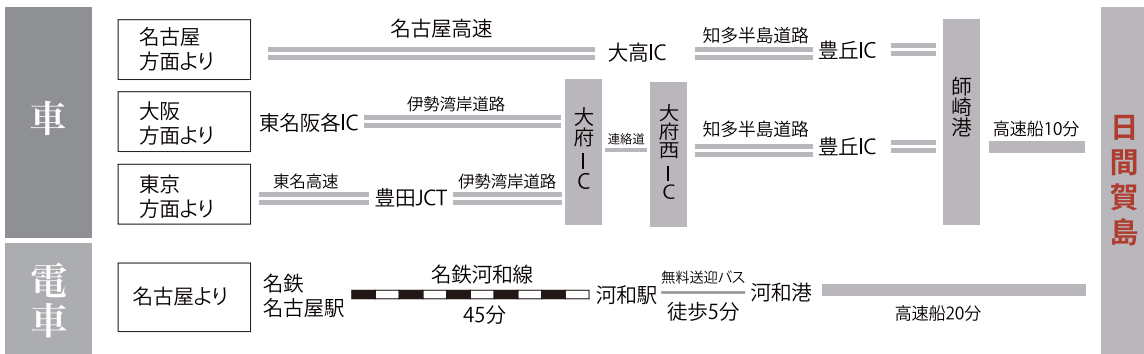 車
名古屋
方面より
名古屋高速
大高IC
知多半島道路
豊丘IC
大阪
方面より
東名阪各IC
伊勢湾岸道路
大府IC
連絡道
大府西IC
知多半島道路
豊丘IC
師崎港
高速船10分
日間賀島
東京
方面より
東名高速
豊田JCT
伊勢湾岸道路
電車
名古屋より
名鉄
名古屋駅
名鉄河和線
45分
河和駅
無料送迎バス
徒歩5分
河和港
高速船20分